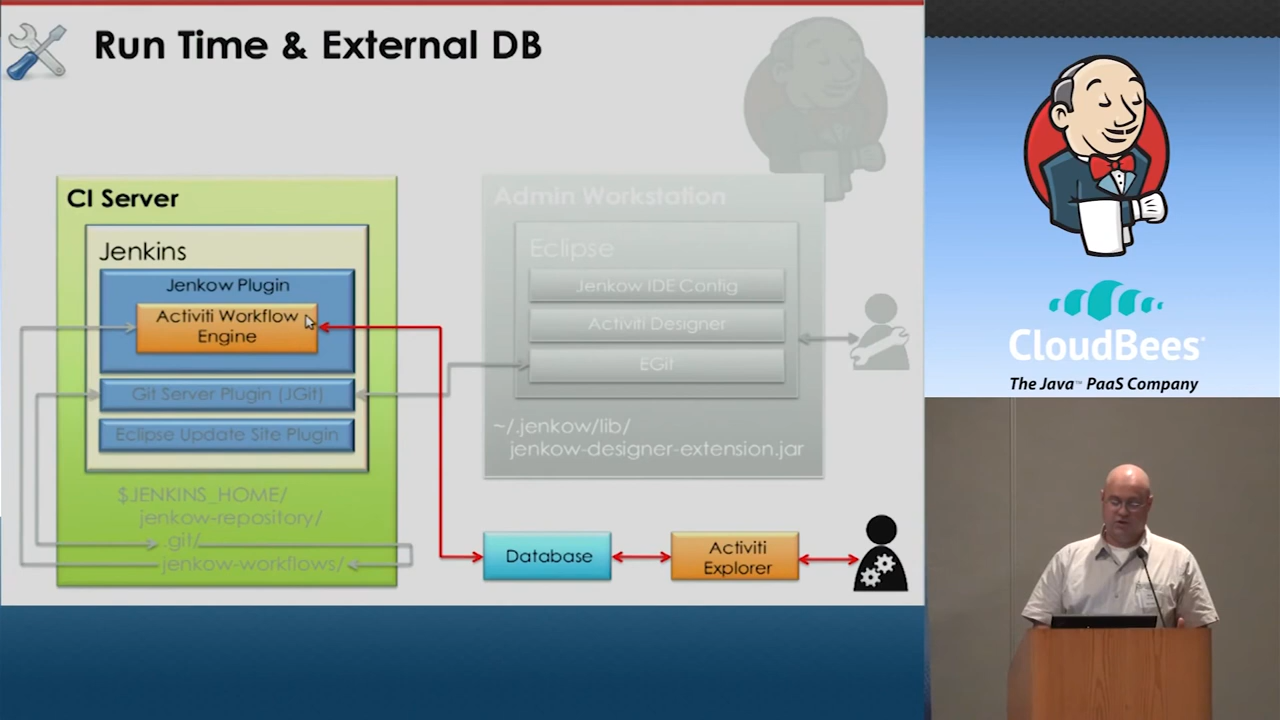 Run Time & External DB
CI Server
Jenkins
Jenkow Plugin
Activiti Workflow
Engine
Git Server Plugin (JGit)
Eclipse Update Site Plugin
$JENKINS_HOME/
jenkow-repository/
.git/
jenkow-workflows/
Admin Workstation
Eclipse
Jenkow IDE Config
Activiti Designer
EGit
~/.jenkow/lib/
jenkow-designer-extension.jar
Database
Activiti
Explorer
CloudBees
The Java™ PaaS Company